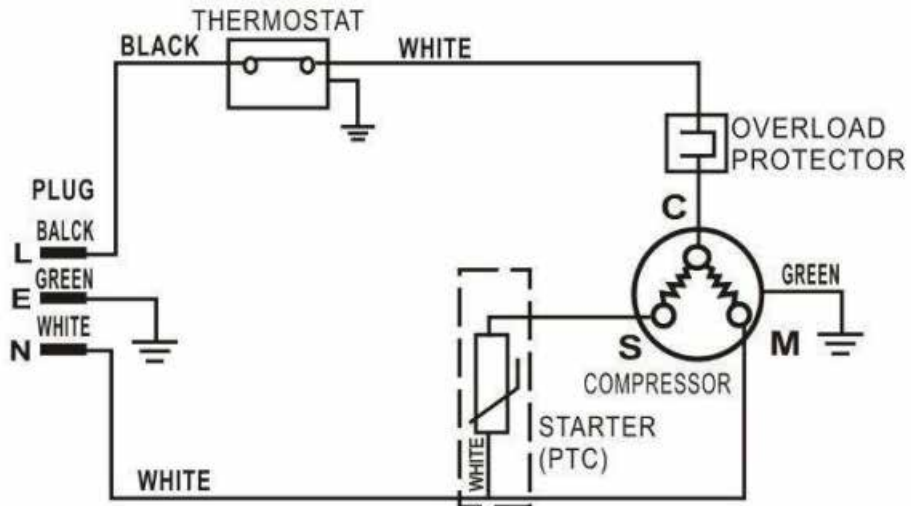 THERMOSTAT
BLACK
WHITE
OVERLOAD
PROTECTOR
PLUG
C
BALCK
L
GREEN
E
WHITE
N
GREEN
S
M
COMPRESSOR
STARTER
(PTC)
WHITE
WHITE